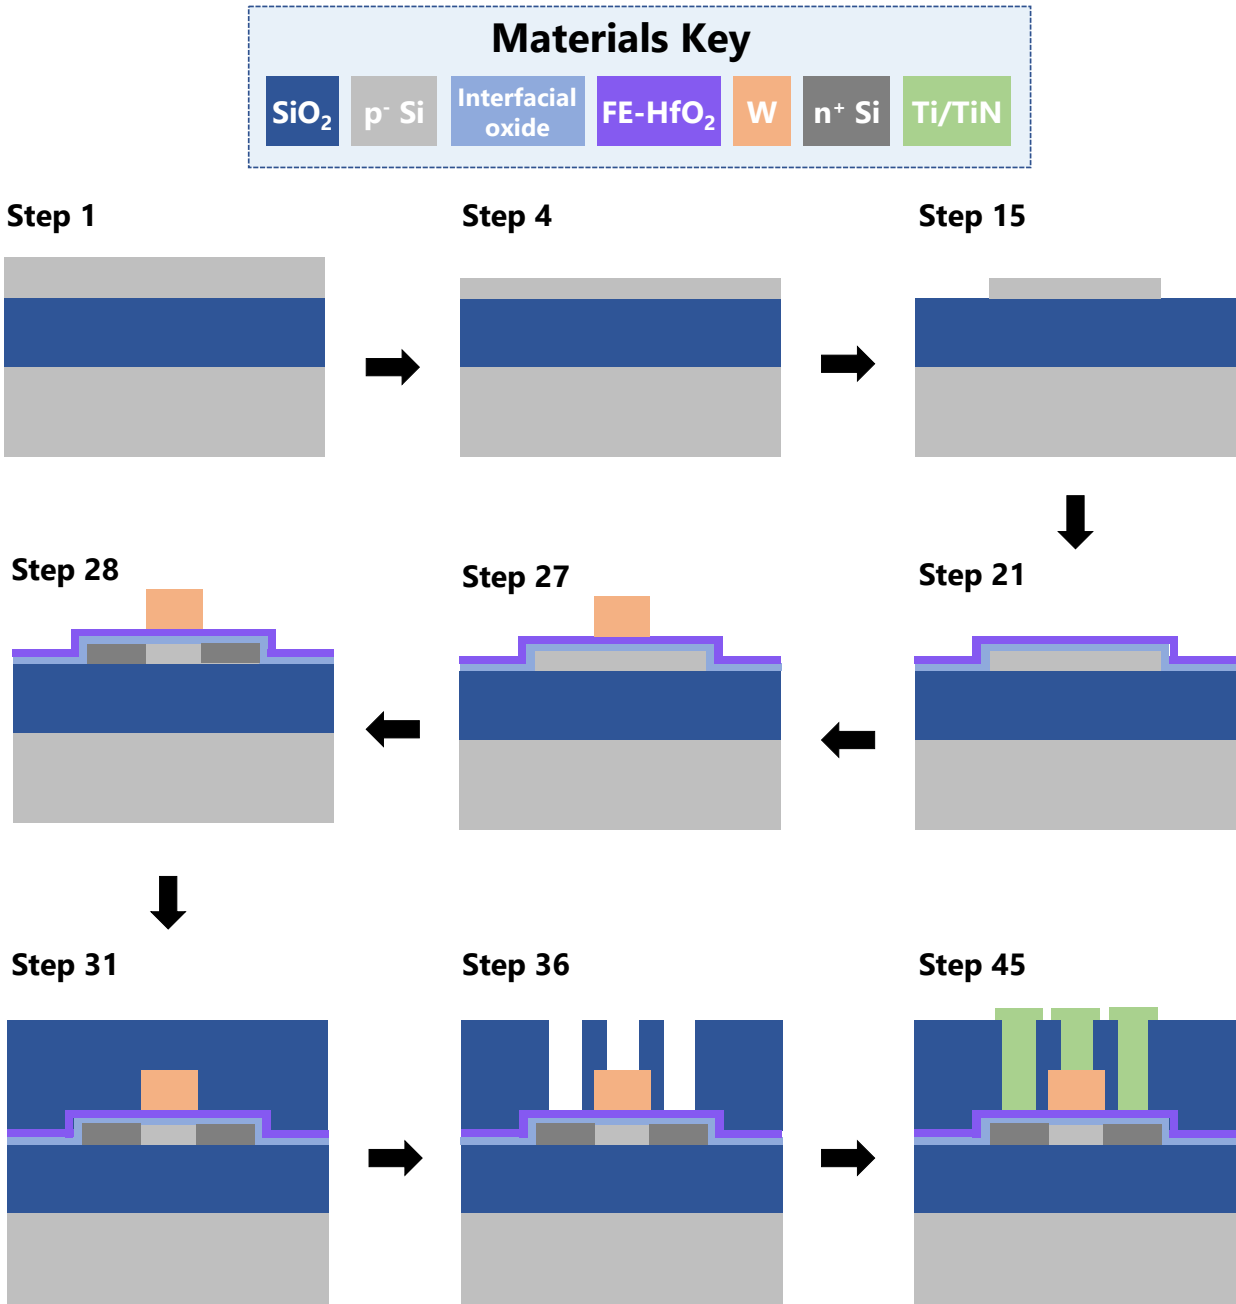 Materials Key
SiO₂
p⁻ Si
Interfacial
oxide
FE-HfO₂
W
n⁺ Si
Ti/TiN
Step 1
Step 4
Step 15
Step 28
Step 27
Step 21
Step 31
Step 36
Step 45